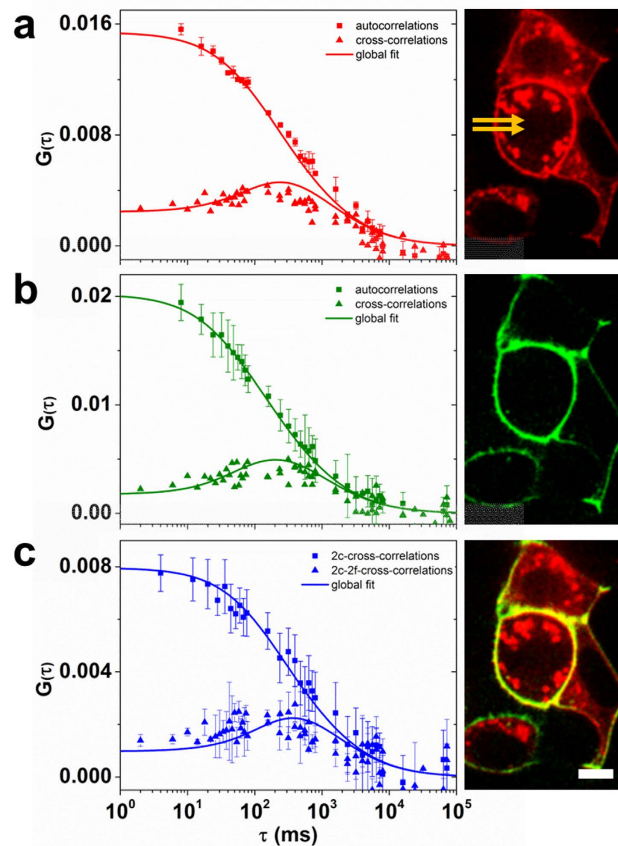 a
0.016
0.008
0.000
G(τ)
autocorrelations
cross-correlations
global fit
b
0.02
0.01
0.00
G(τ)
autocorrelations
cross-correlations
global fit
c
0.008
0.004
0.000
G(τ)
2c-cross-correlations
2c-2f-cross-correlations
global fit
10⁰ 10¹ 10² 10³ 10⁴ 10⁵
τ (ms)